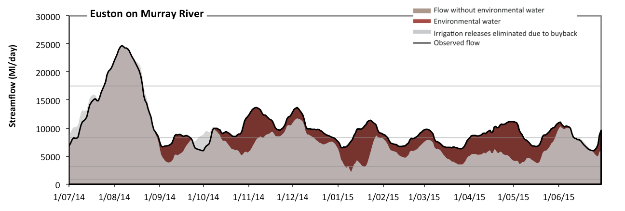 Euston on Murray River
Flow without environmental water
Environmental water
Irrigation releases eliminated due to buyback
Observed flow
Streamflow (Ml/day)
30000
25000
20000
15000
10000
5000
0
1/07/14 1/08/14 1/09/14 1/10/14 1/11/14 1/12/14 1/01/15 1/02/15 1/03/15 1/04/15 1/05/15 1/06/15